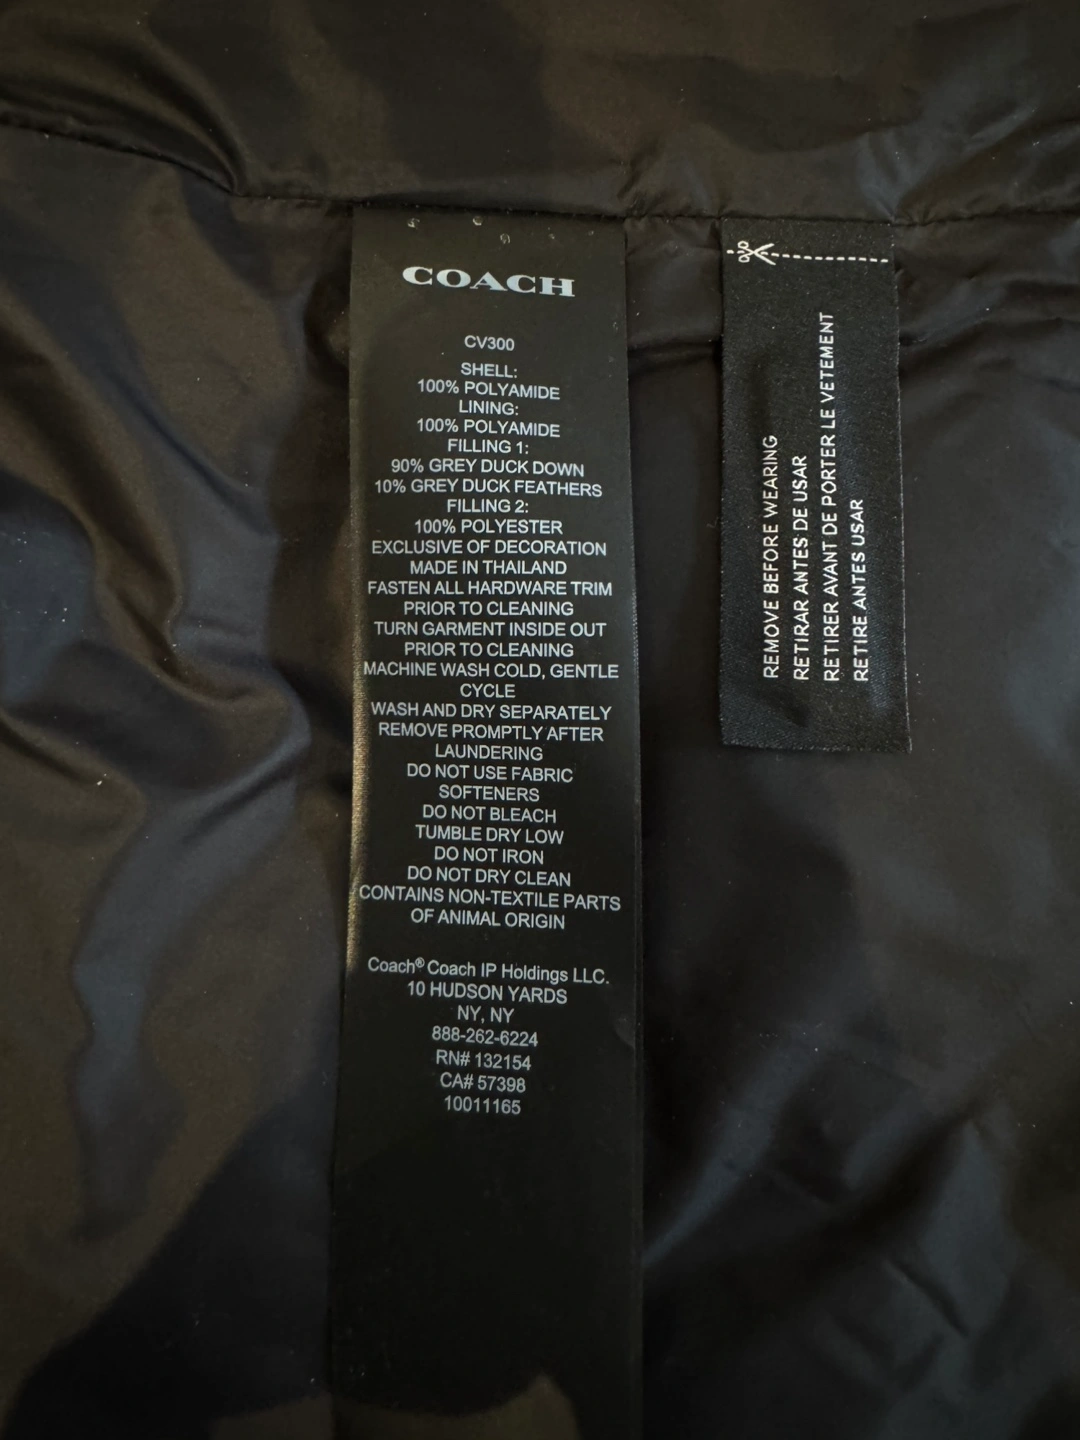 COACH
CV300
SHELL:
100% POLYAMIDE
LINING:
100% POLYAMIDE
FILLING 1:
90% GREY DUCK DOWN
10% GREY DUCK FEATHERS
FILLING 2:
100% POLYESTER
EXCLUSIVE OF DECORATION
MADE IN THAILAND
FASTEN ALL HARDWARE TRIM
PRIOR TO CLEANING
TURN GARMENT INSIDE OUT
PRIOR TO CLEANING
MACHINE WASH COLD, GENTLE
CYCLE
WASH AND DRY SEPARATELY
REMOVE PROMPTLY AFTER
LAUNDERING
DO NOT USE FABRIC
SOFTENERS
DO NOT BLEACH
TUMBLE DRY LOW
DO NOT IRON
DO NOT DRY CLEAN
CONTAINS NON-TEXTILE PARTS
OF ANIMAL ORIGIN
Coach® Coach IP Holdings LLC.
10 HUDSON YARDS
NY, NY
888-262-6224
RN# 132154
CA# 57398
10011165
REMOVE BEFORE WEARING
RETIRAR ANTES DE USAR
RETIRER AVANT DE PORTER LE VETEMENT
RETIRE ANTES USAR